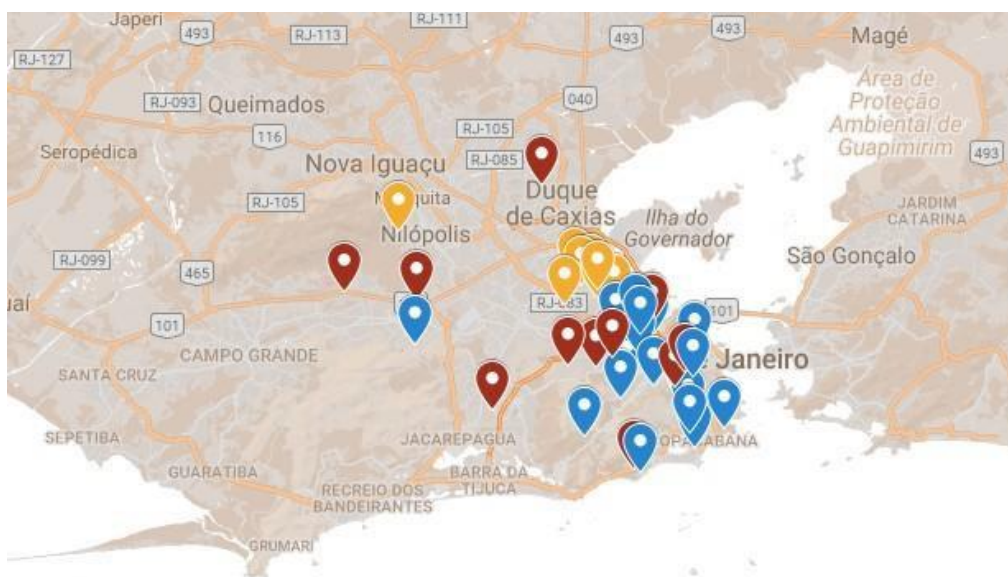 Japeri
493
RJ-113
RJ-111
493
493
Magé
RJ-127
Área de
Proteção
Ambiental de
Guapimirim
RJ-093
Queimados
040
116
RJ-105
493
Seropédica
Nova Iguaçu
RJ-085
Duque
de Caxias
RJ-105
JARDIM
CATARINA
Ilha do
Governador
Nilópolis
São Gonçalo
RJ-099
465
RJ-083
101
101
CAMPO GRANDE
Janeiro
SANTA CRUZ
SEPETIBA
JACAREPAGUA
OPACABANA
GUARATIBA
BARRA DA
TIJUCA
RECREIO DOS
BANDEIRANTES
GRUMARI